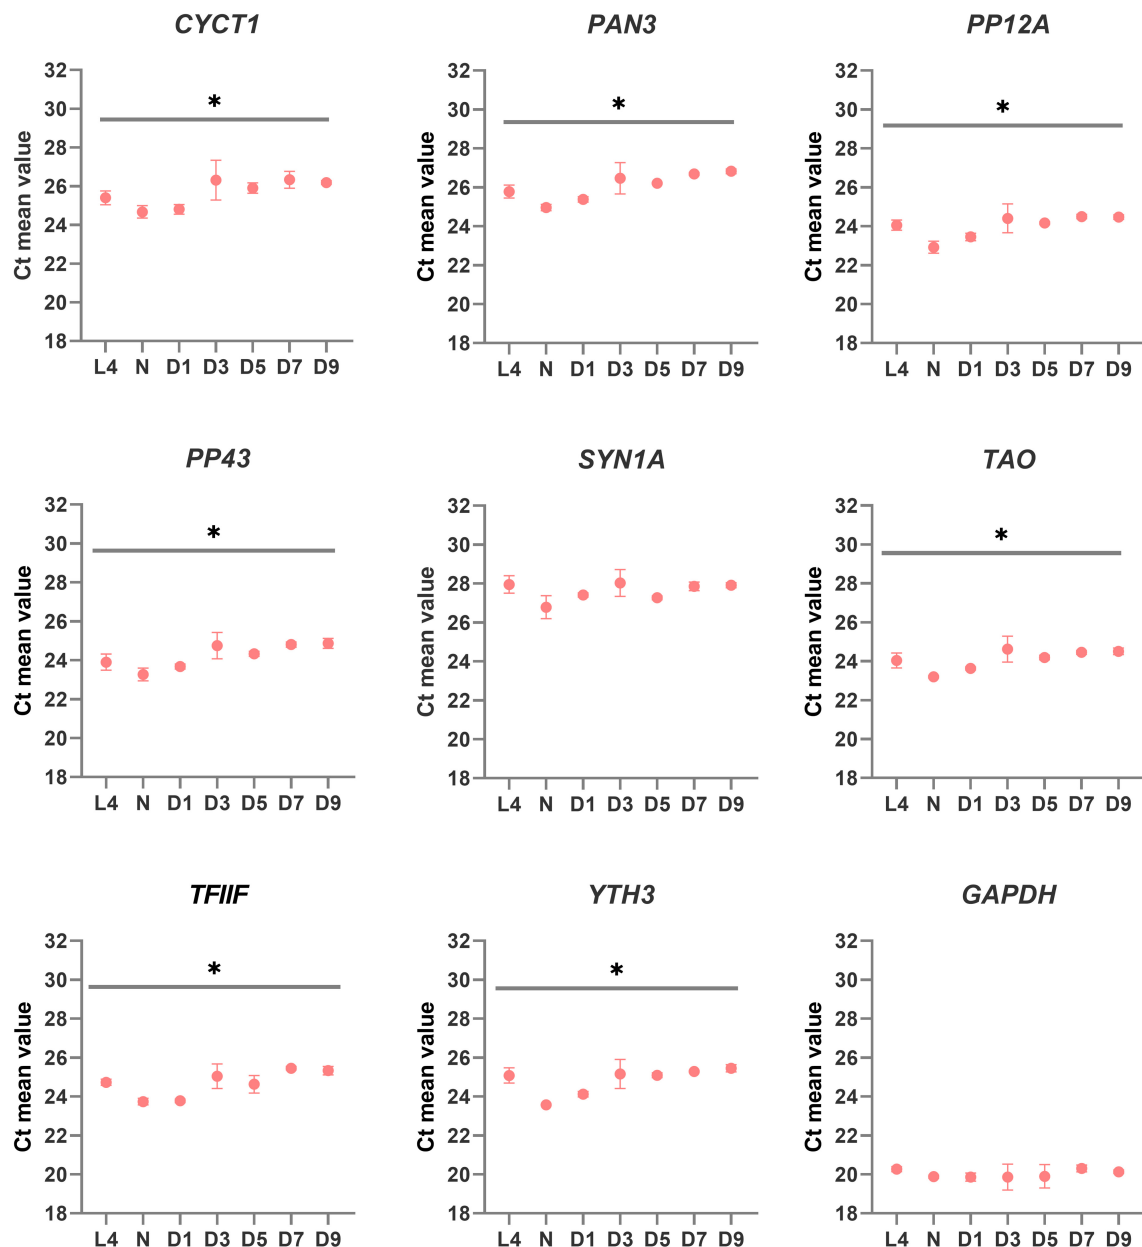 CYCT1 PAN3 PP12A
32 32 32
* * *
30 30 30
28 28 28
26 26 26
24 24 24
22 22 22
20 20 20
18 18 18
Ct mean value Ct mean value Ct mean value
L4 N D1 D3 D5 D7 D9 L4 N D1 D3 D5 D7 D9 L4 N D1 D3 D5 D7 D9
PP43 SYN1A TAO
32 32 32
* *
30 30 30
28 28 28
26 26 26
24 24 24
22 22 22
20 20 20
18 18 18
Ct mean value Ct mean value Ct mean value
L4 N D1 D3 D5 D7 D9 L4 N D1 D3 D5 D7 D9 L4 N D1 D3 D5 D7 D9
TFIIF YTH3 GAPDH
32 32 32
* *
30 30 30
28 28 28
26 26 26
24 24 24
22 22 22
20 20 20
18 18 18
Ct mean value Ct mean value Ct mean value
L4 N D1 D3 D5 D7 D9 L4 N D1 D3 D5 D7 D9 L4 N D1 D3 D5 D7 D9